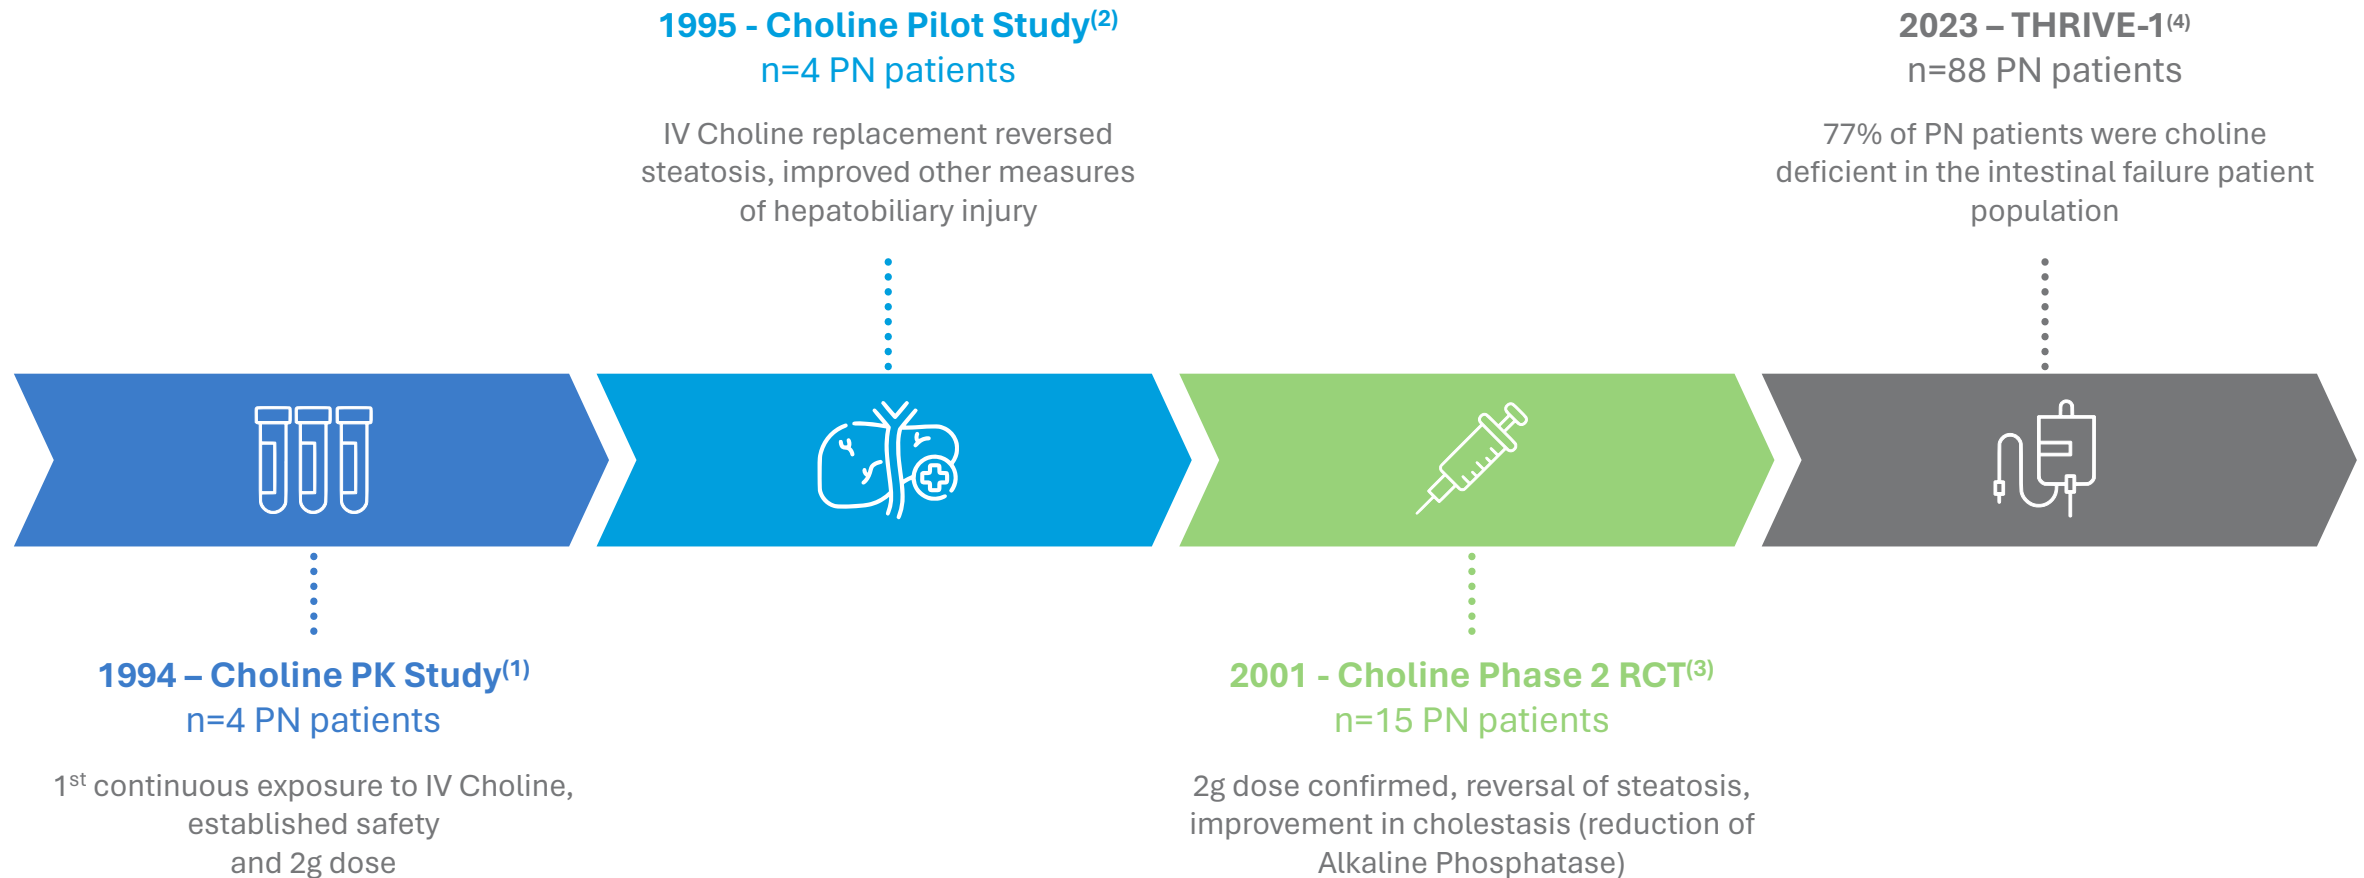 1995 - Choline Pilot Study(2)
n=4 PN patients
IV Choline replacement reversed
steatosis, improved other measures
of hepatobiliary injury
2023 – THRIVE-1(4)
n=88 PN patients
77% of PN patients were choline
deficient in the intestinal failure patient
population
1994 – Choline PK Study(1)
n=4 PN patients
1st continuous exposure to IV Choline,
established safety
and 2g dose
2001 - Choline Phase 2 RCT(3)
n=15 PN patients
2g dose confirmed, reversal of steatosis,
improvement in cholestasis (reduction of
Alkaline Phosphatase)